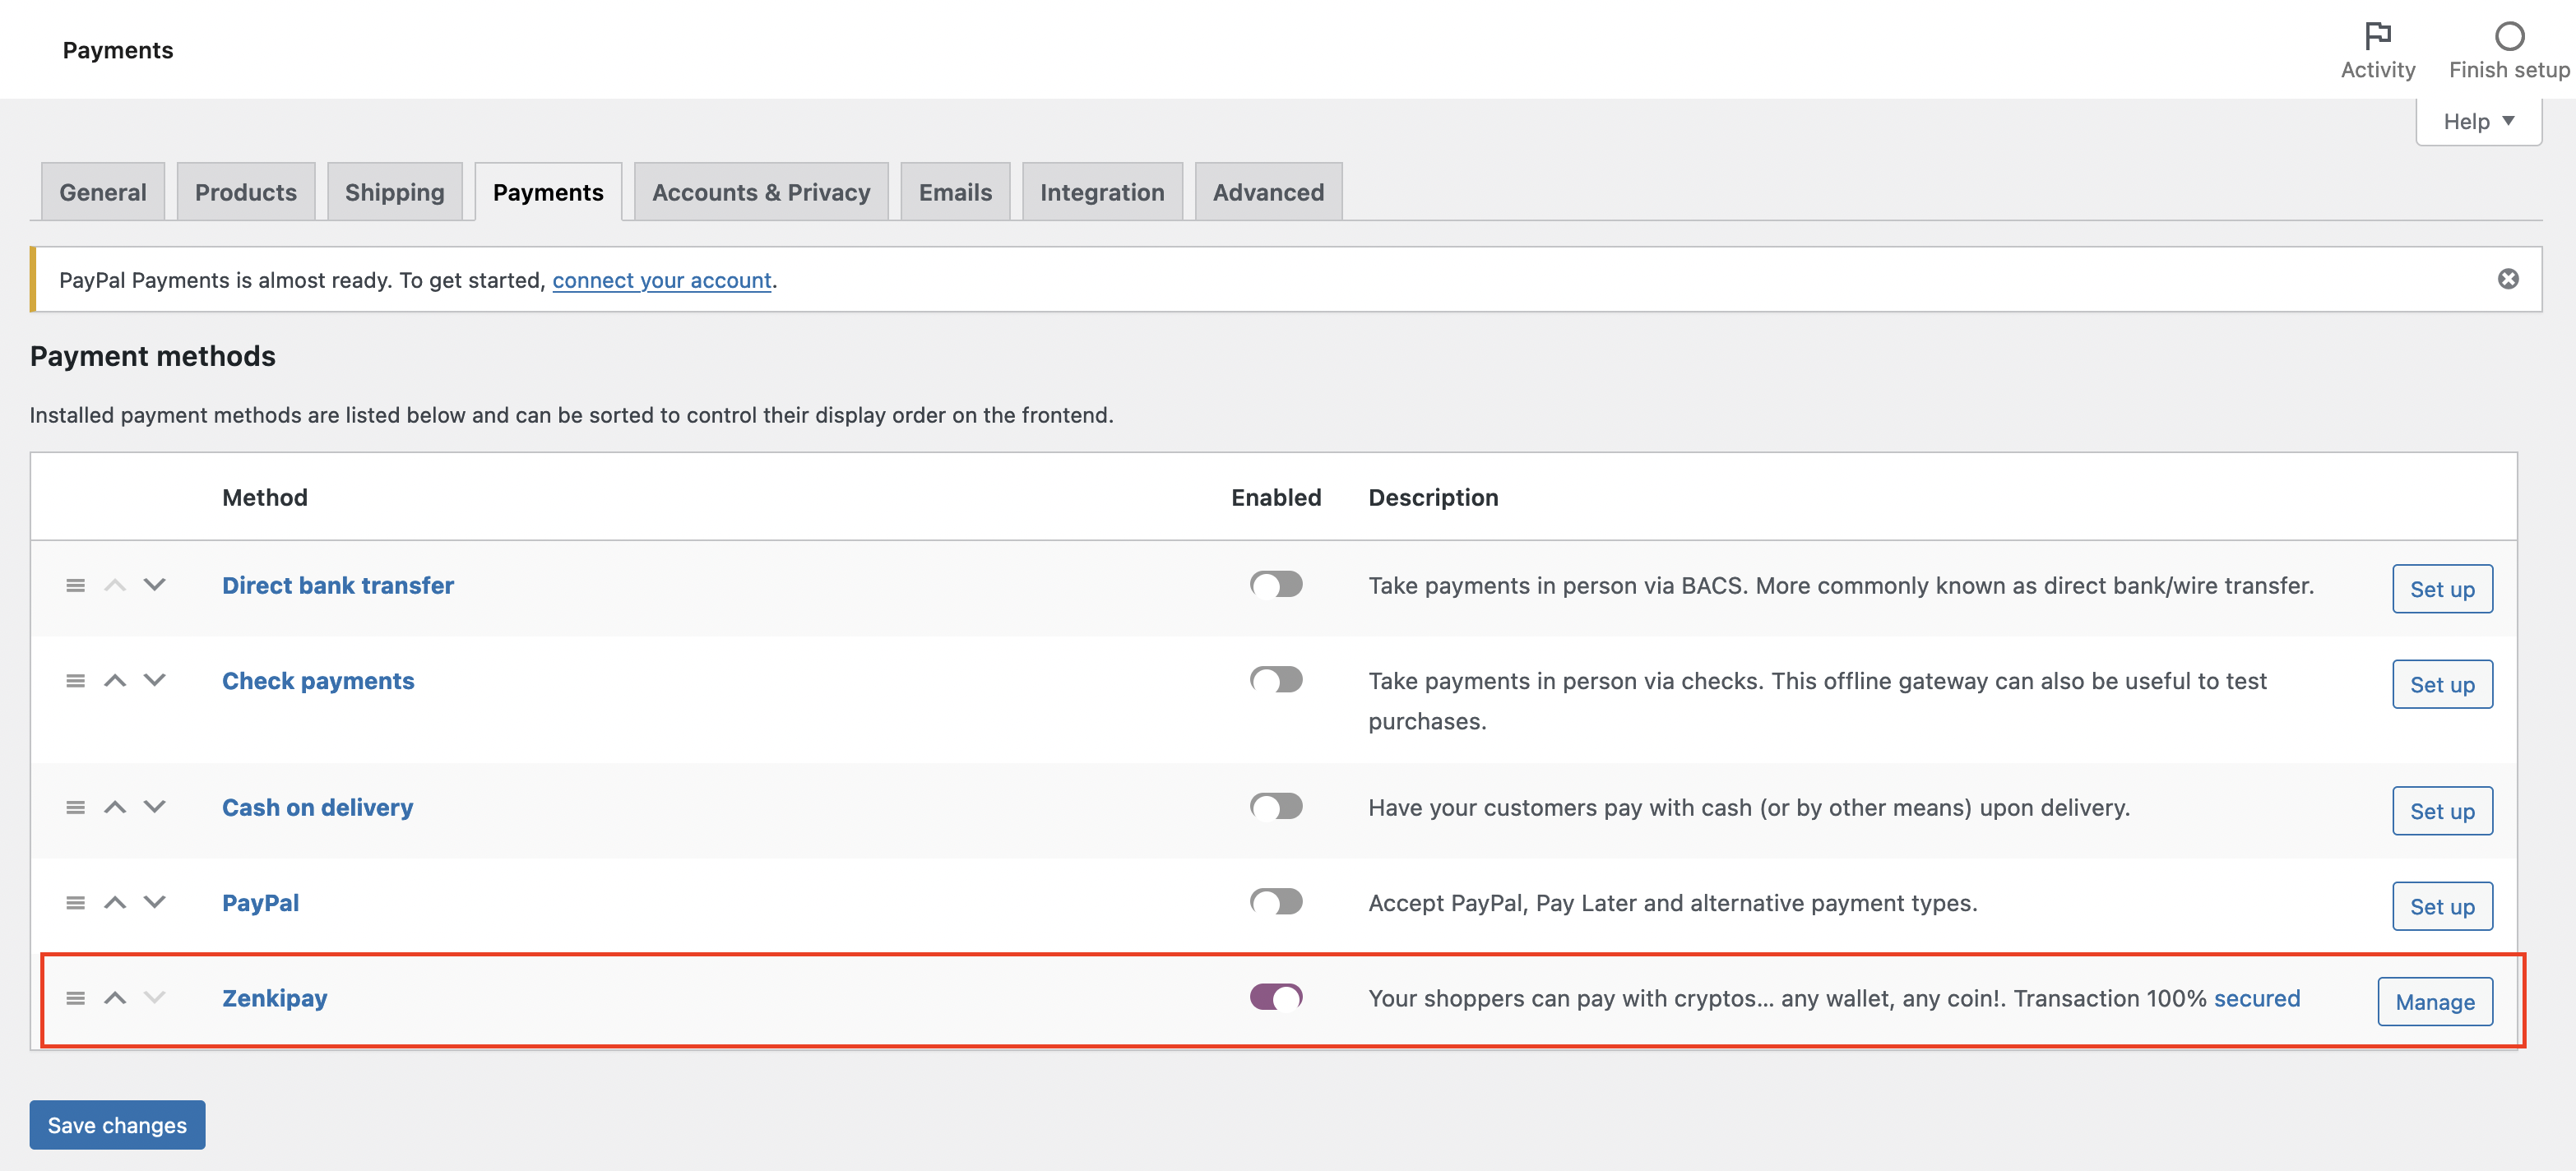 Payments
Activity
Finish setup
Help
General
Products
Shipping
Payments
Accounts & Privacy
Emails
Integration
Advanced
PayPal Payments is almost ready. To get started, connect your account.
Payment methods
Installed payment methods are listed below and can be sorted to control their display order on the frontend.
Method
Enabled
Description
Direct bank transfer
Take payments in person via BACS. More commonly known as direct bank/wire transfer.
Set up
Check payments
Take payments in person via checks. This offline gateway can also be useful to test
purchases.
Set up
Cash on delivery
Have your customers pay with cash (or by other means) upon delivery.
Set up
PayPal
Accept PayPal, Pay Later and alternative payment types.
Set up
Zenkipay
Your shoppers can pay with cryptos... any wallet, any coin!. Transaction 100% secured
Manage
Save changes